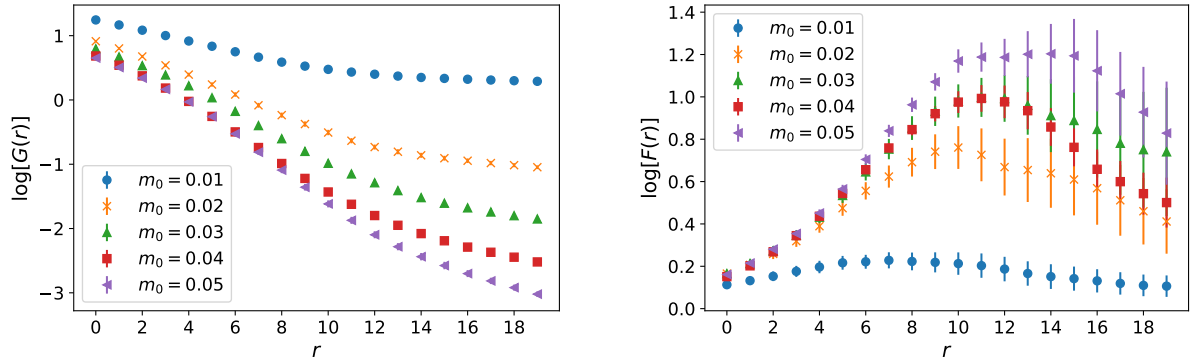 log[G(r)]
1
0
−1
−2
−3
m₀ = 0.01
m₀ = 0.02
m₀ = 0.03
m₀ = 0.04
m₀ = 0.05
0 2 4 6 8 10 12 14 16 18
r
log[F(r)]
1.4
1.2
1.0
0.8
0.6
0.4
0.2
0.0
m₀ = 0.01
m₀ = 0.02
m₀ = 0.03
m₀ = 0.04
m₀ = 0.05
0 2 4 6 8 10 12 14 16 18
r